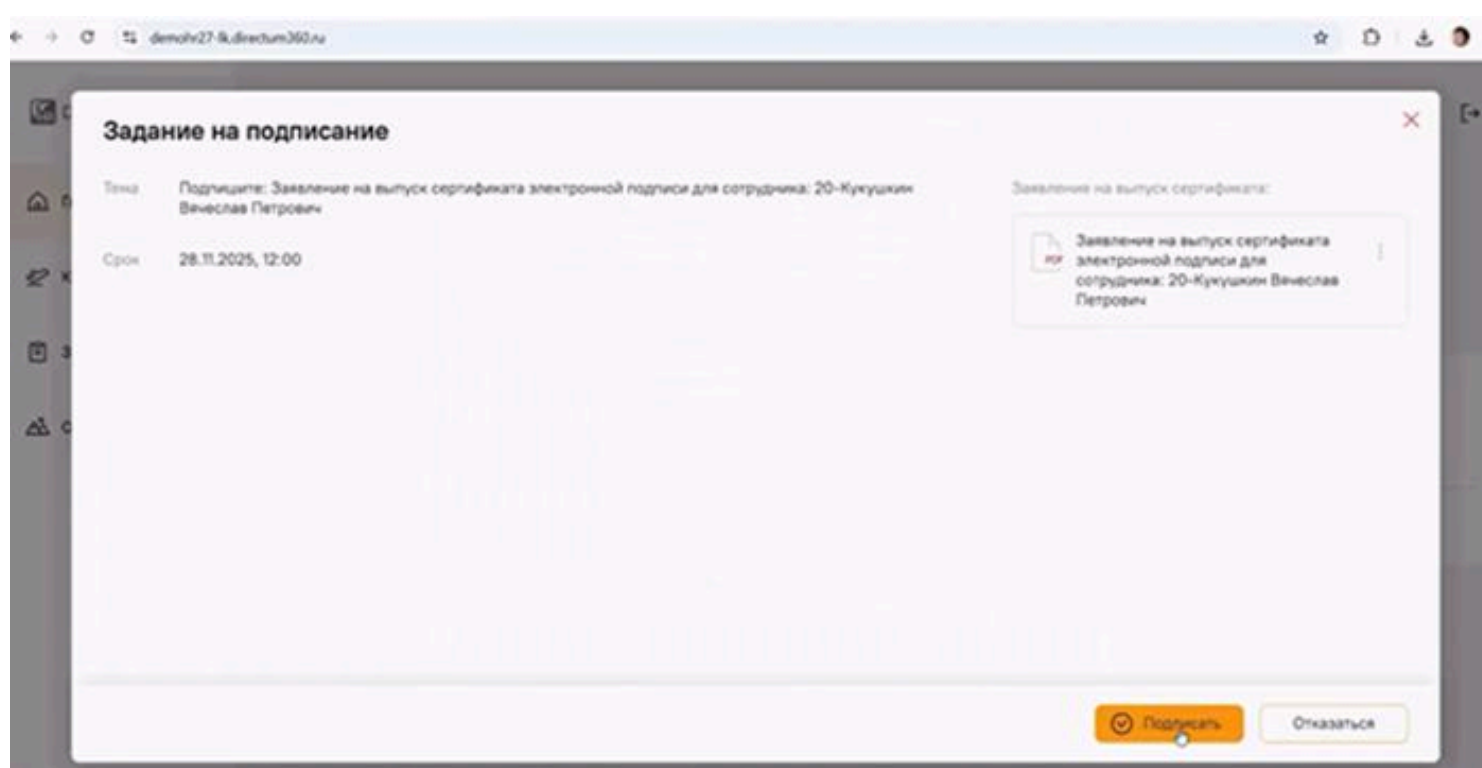 demohr27-lk.directum360.ru
Задание на подписание
Тема
Подпишите: Заявление на выпуск сертификата электронной подписи для сотрудника: 20-Кукушкин
Вячеслав Петрович
Срок
28.11.2025, 12:00
Заявление на выпуск сертификата:
PDF
Заявление на выпуск сертификата
электронной подписи для
сотрудника: 20-Кукушкин Вячеслав
Петрович
Подписать
Отказаться